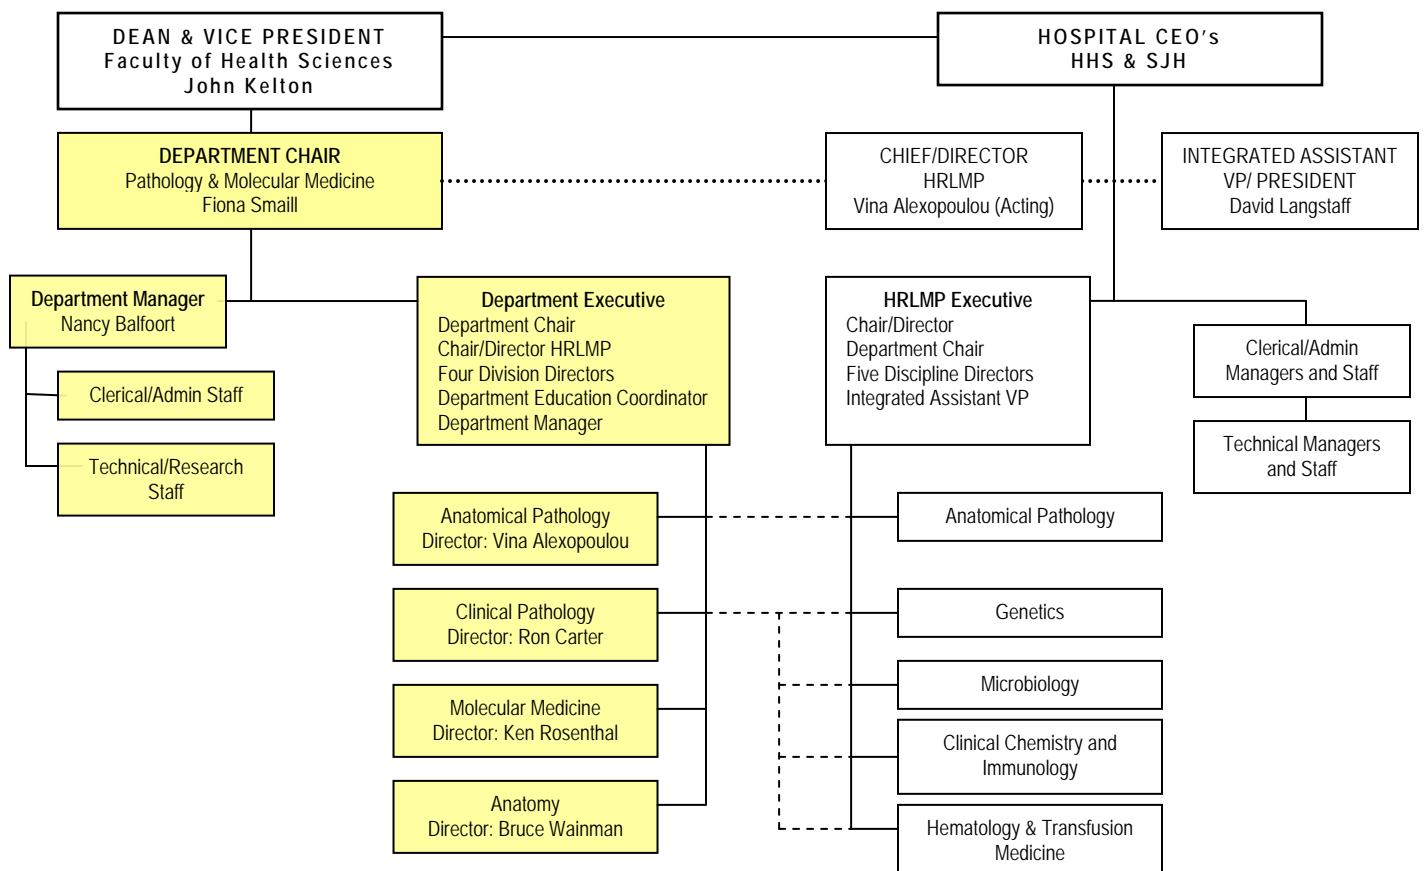 DEAN & VICE PRESIDENT
Faculty of Health Sciences
John Kelton
HOSPITAL CEO's
HHS & SJH
DEPARTMENT CHAIR
Pathology & Molecular Medicine
Fiona Smaill
CHIEF/DIRECTOR
HRLMP
Vina Alexopoulou (Acting)
INTEGRATED ASSISTANT
VP/ PRESIDENT
David Langstaff
Department Manager
Nancy Balfoort
Clerical/Admin Staff
Technical/Research
Staff
Department Executive
Department Chair
Chair/Director HRLMP
Four Division Directors
Department Education Coordinator
Department Manager
HRLMP Executive
Chair/Director
Department Chair
Five Discipline Directors
Integrated Assistant VP
Clerical/Admin
Managers and Staff
Technical Managers
and Staff
Anatomical Pathology
Director: Vina Alexopoulou
Clinical Pathology
Director: Ron Carter
Molecular Medicine
Director: Ken Rosenthal
Anatomy
Director: Bruce Wainman
Anatomical Pathology
Genetics
Microbiology
Clinical Chemistry and
Immunology
Hematology & Transfusion
Medicine